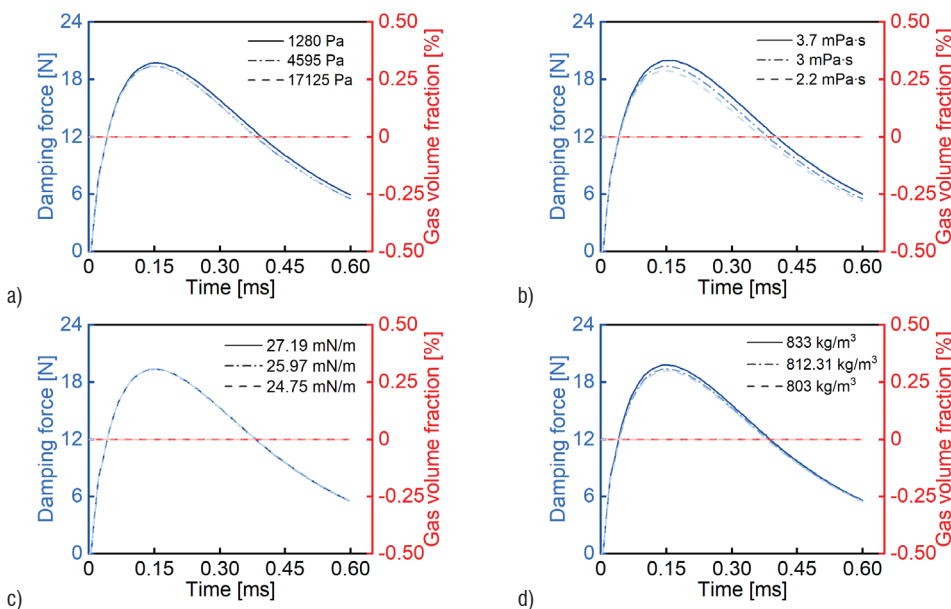 24
18
12
6
0
Damping force [N]
1280 Pa
4595 Pa
17125 Pa
0.50
0.25
0
-0.25
-0.50
Gas volume fraction [%]
0 0.15 0.30 0.45 0.60
Time [ms]
a)
24
18
12
6
0
Damping force [N]
3.7 mPa·s
3 mPa·s
2.2 mPa·s
0.50
0.25
0
-0.25
-0.50
Gas volume fraction [%]
0 0.15 0.30 0.45 0.60
Time [ms]
b)
24
18
12
6
0
Damping force [N]
27.19 mN/m
25.97 mN/m
24.75 mN/m
0.50
0.25
0
-0.25
-0.50
Gas volume fraction [%]
0 0.15 0.30 0.45 0.60
Time [ms]
c)
24
18
12
6
0
Damping force [N]
833 kg/m³
812.31 kg/m³
803 kg/m³
0.50
0.25
0
-0.25
-0.50
Gas volume fraction [%]
0 0.15 0.30 0.45 0.60
Time [ms]
d)